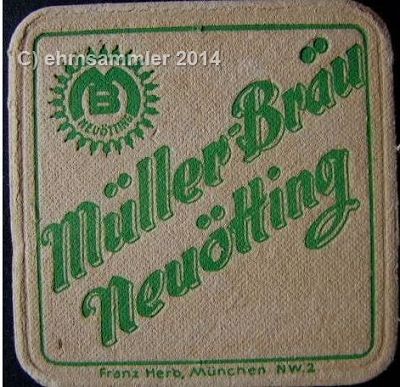 C) ehmsammler 2014
MB
NEUÖTTING
Müller-Bräu
Neuötting
Franz Herb, München NW.2